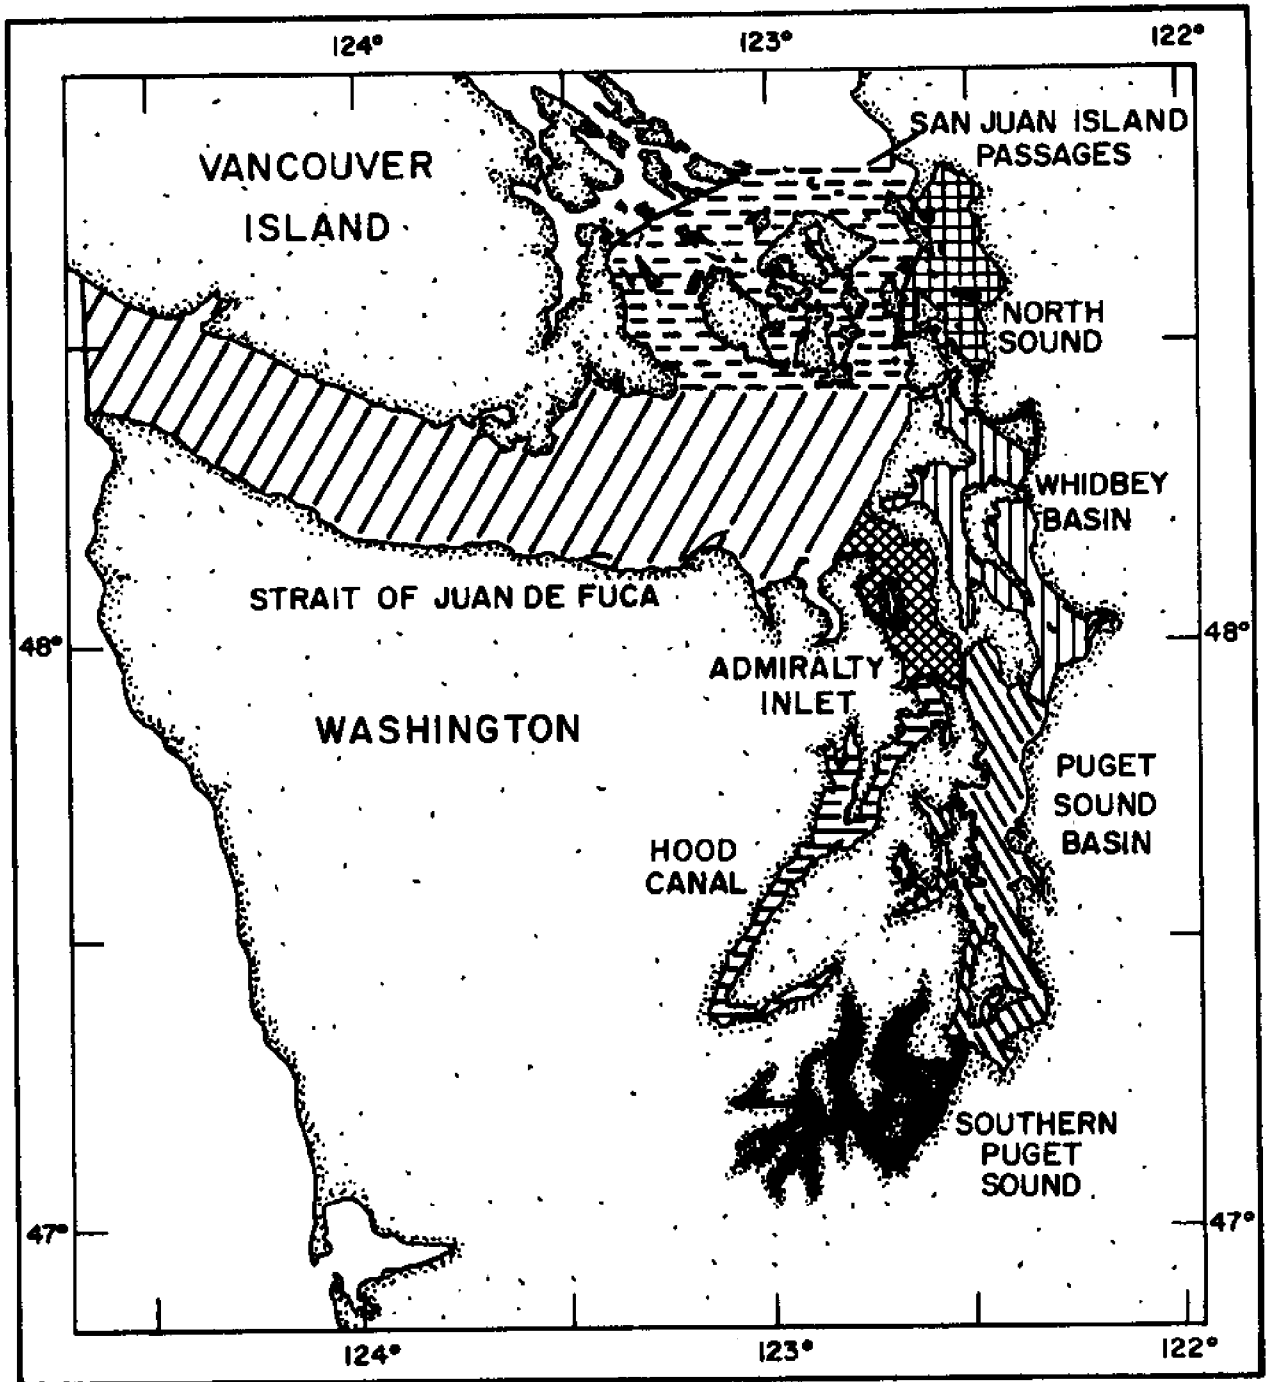 124°
123°
122°
SAN JUAN ISLAND
PASSAGES
VANCOUVER
ISLAND
NORTH
SOUND
WHIDBEY
BASIN
STRAIT OF JUAN DE FUCA
48°
48°
ADMIRALTY
INLET
WASHINGTON
PUGET
SOUND
BASIN
HOOD
CANAL
SOUTHERN
PUGET
SOUND
47°
47°
124°
123°
122°